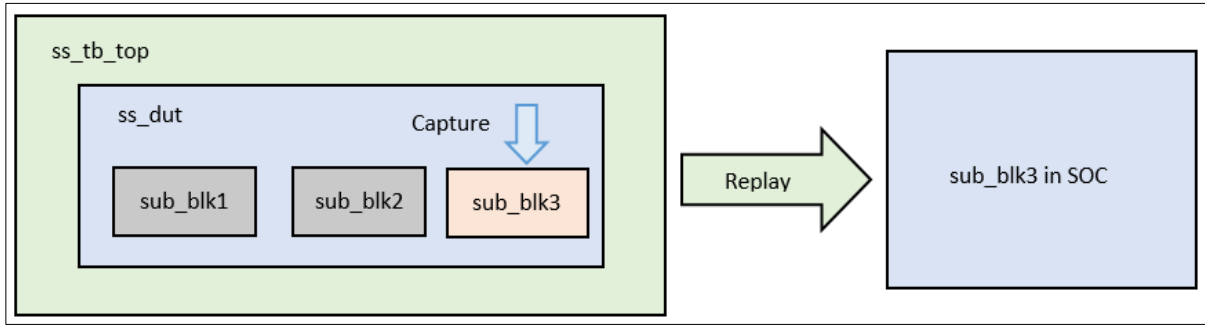 ss_tb_top
ss_dut
Capture
sub_blk1
sub_blk2
sub_blk3
Replay
sub_blk3 in SOC